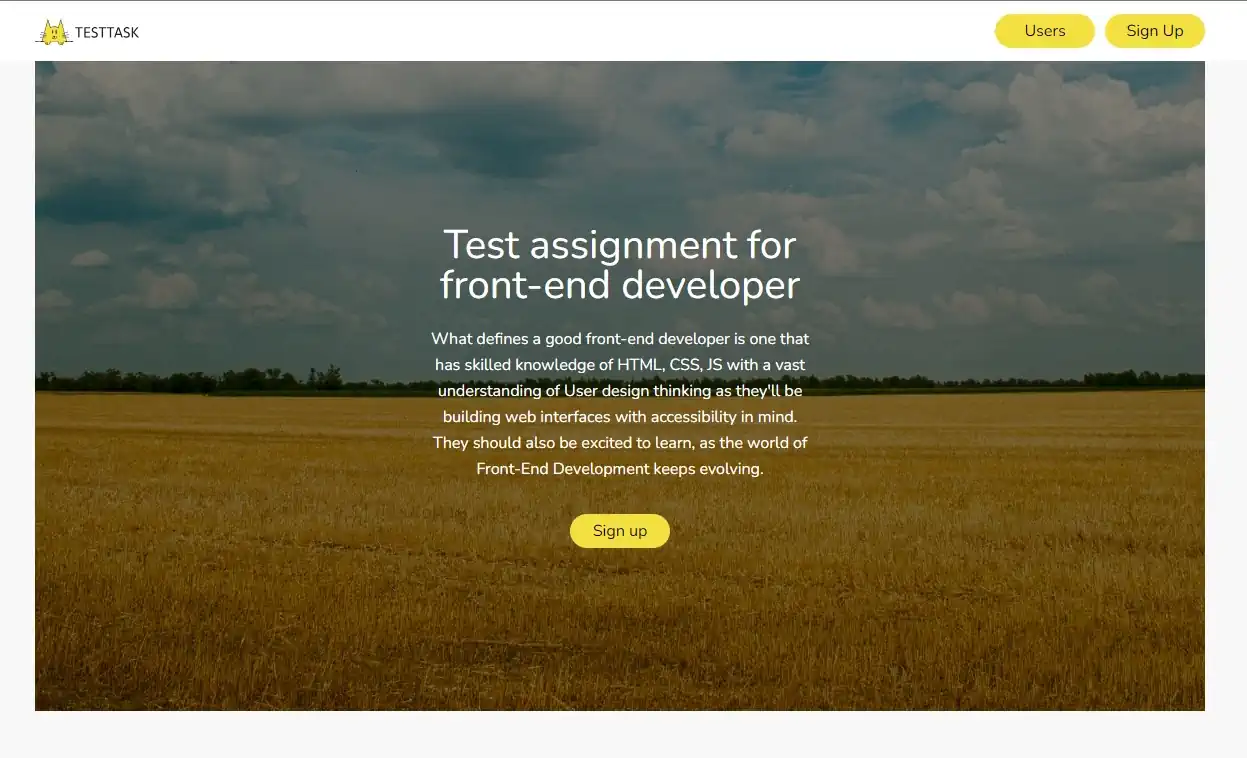 TESTTASK
Users
Sign Up
Test assignment for
front-end developer
What defines a good front-end developer is one that
has skilled knowledge of HTML, CSS, JS with a vast
understanding of User design thinking as they'll be
building web interfaces with accessibility in mind.
They should also be excited to learn, as the world of
Front-End Development keeps evolving.
Sign up